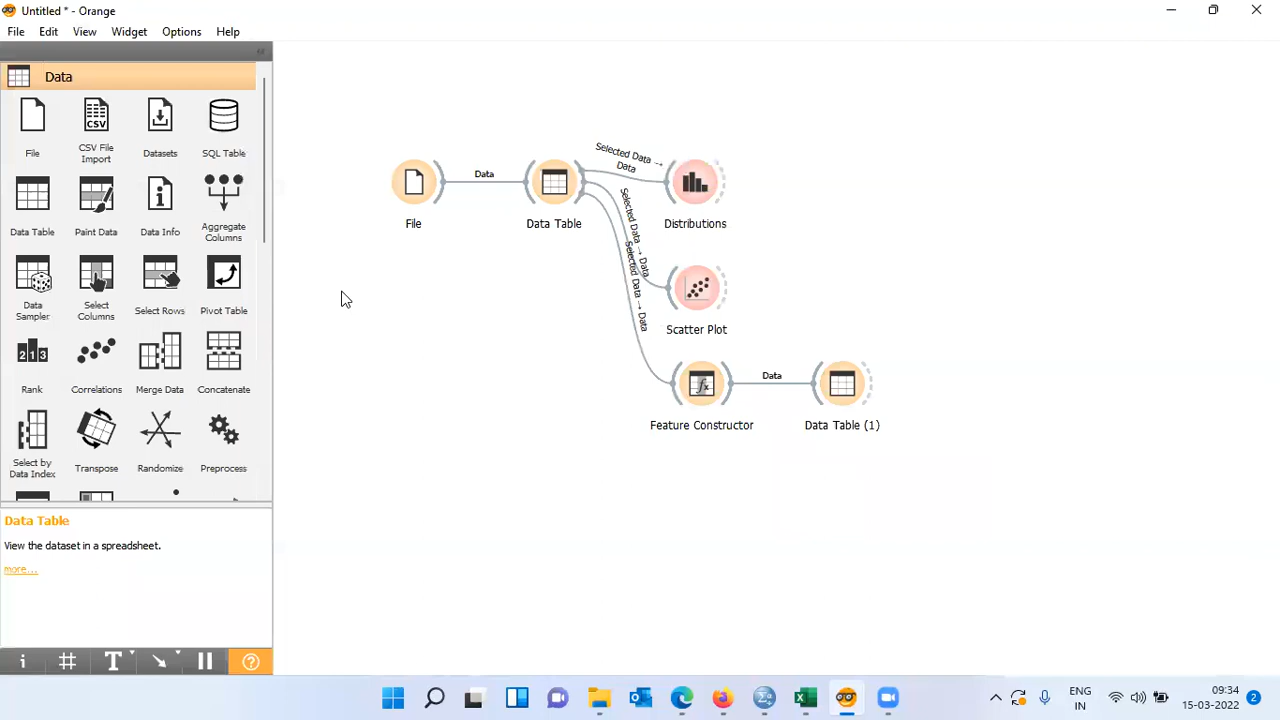 Untitled * - Orange
File Edit View Widget Options Help
Data
File
CSV File
Import
Datasets
SQL Table
Data Table
Paint Data
Data Info
Aggregate
Columns
Data
Sampler
Select
Columns
Select Rows
Pivot Table
Rank
Correlations
Merge Data
Concatenate
Select by
Data Index
Transpose
Randomize
Preprocess
Data Table
View the dataset in a spreadsheet.
more...
File
Data
Data Table
Selected Data →
Data
Distributions
Selected Data → Data
Scatter Plot
Selected Data → Data
Feature Constructor
Data
Data Table (1)
ENG
IN
09:34
15-03-2022
2